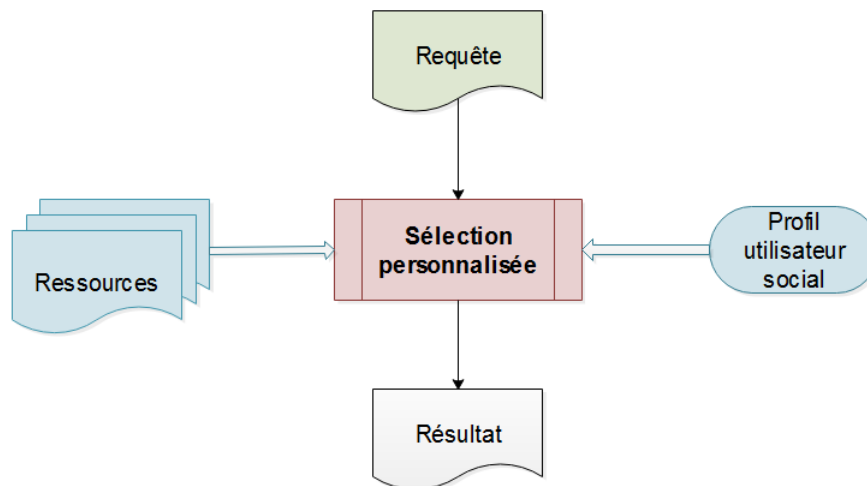 Requête
Sélection
personnalisée
Profil
utilisateur
social
Ressources
Résultat